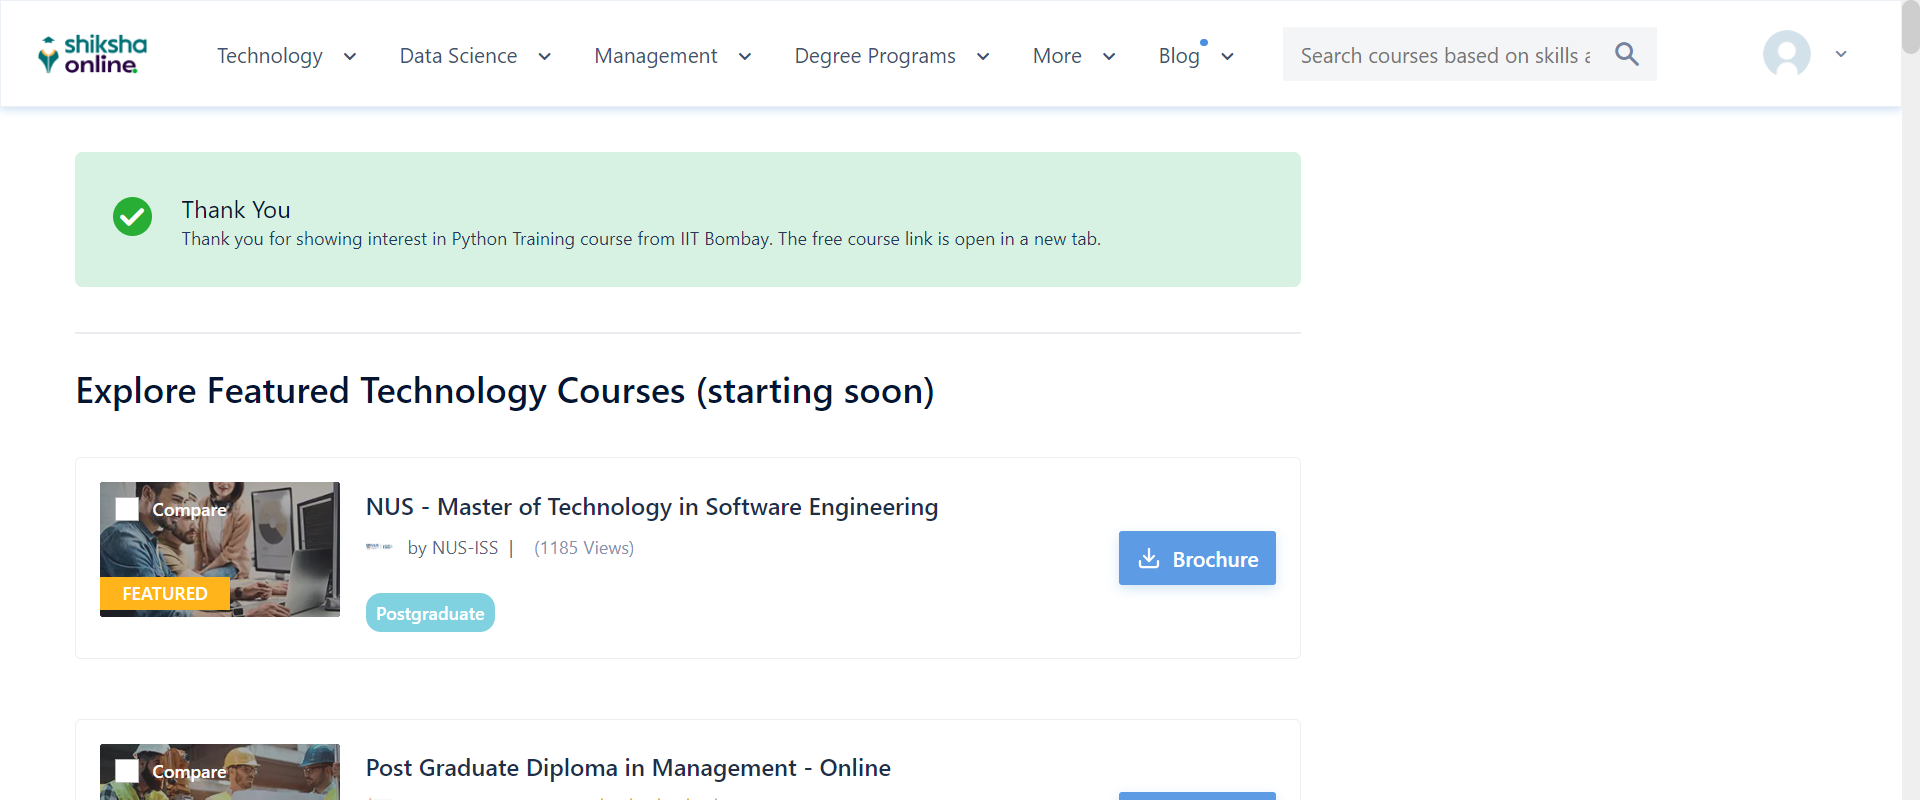 shiksha
online
Technology
Data Science
Management
Degree Programs
More
Blog
Search courses based on skills a
Thank You
Thank you for showing interest in Python Training course from IIT Bombay. The free course link is open in a new tab.
Explore Featured Technology Courses (starting soon)
Compare
FEATURED
NUS - Master of Technology in Software Engineering
by NUS-ISS | (1185 Views)
Postgraduate
Brochure
Compare
Post Graduate Diploma in Management - Online